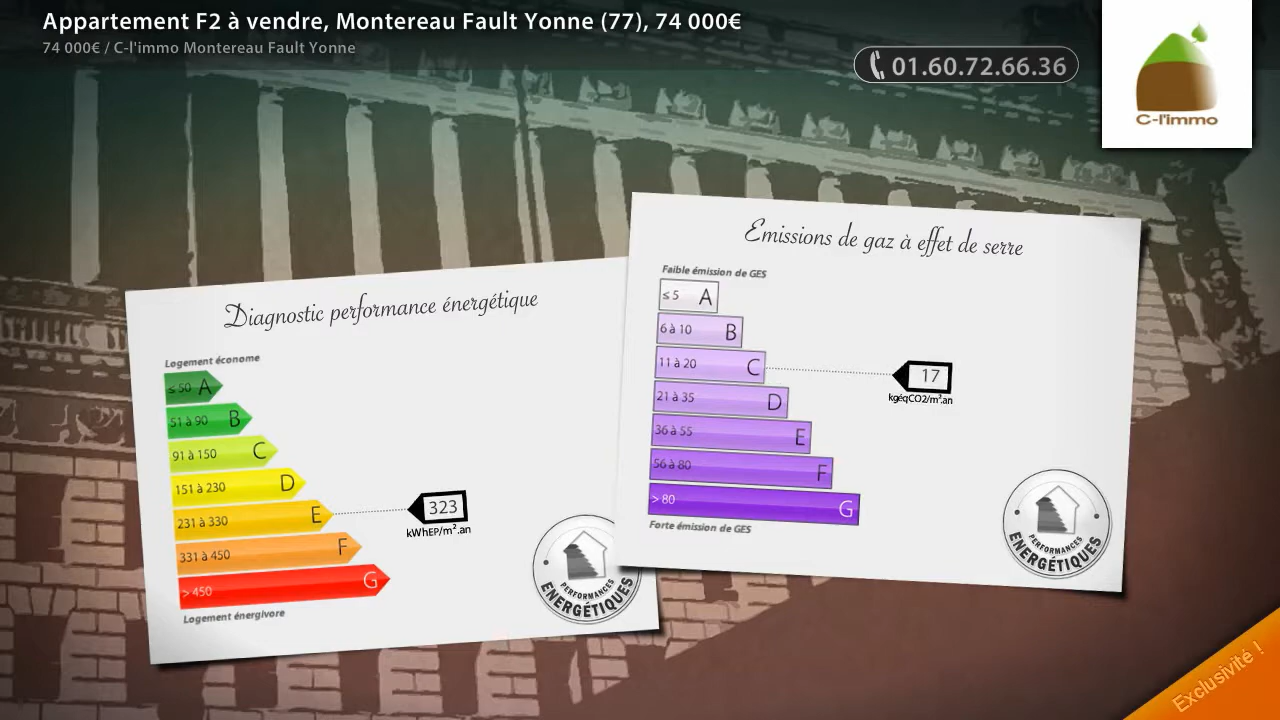 Appartement F2 à vendre, Montereau Fault Yonne (77), 74 000€
74 000€ / C-l'immo Montereau Fault Yonne
01.60.72.66.36
C-l'immo
Diagnostic performance énergétique
Logement économe
≤ 50 A
51 à 90 B
91 à 150 C
151 à 230 D
231 à 330 E
323
kWhEP/m².an
331 à 450 F
> 450 G
Logement énergivore
PERFORMANCES
ENERGÉTIQUES
Emissions de gaz à effet de serre
Faible émission de GES
≤ 5 A
6 à 10 B
11 à 20 C
17
kgéqCO2/m².an
21 à 35 D
36 à 55 E
56 à 80 F
> 80 G
Forte émission de GES
PERFORMANCES
ENERGÉTIQUES
Exclusivité !